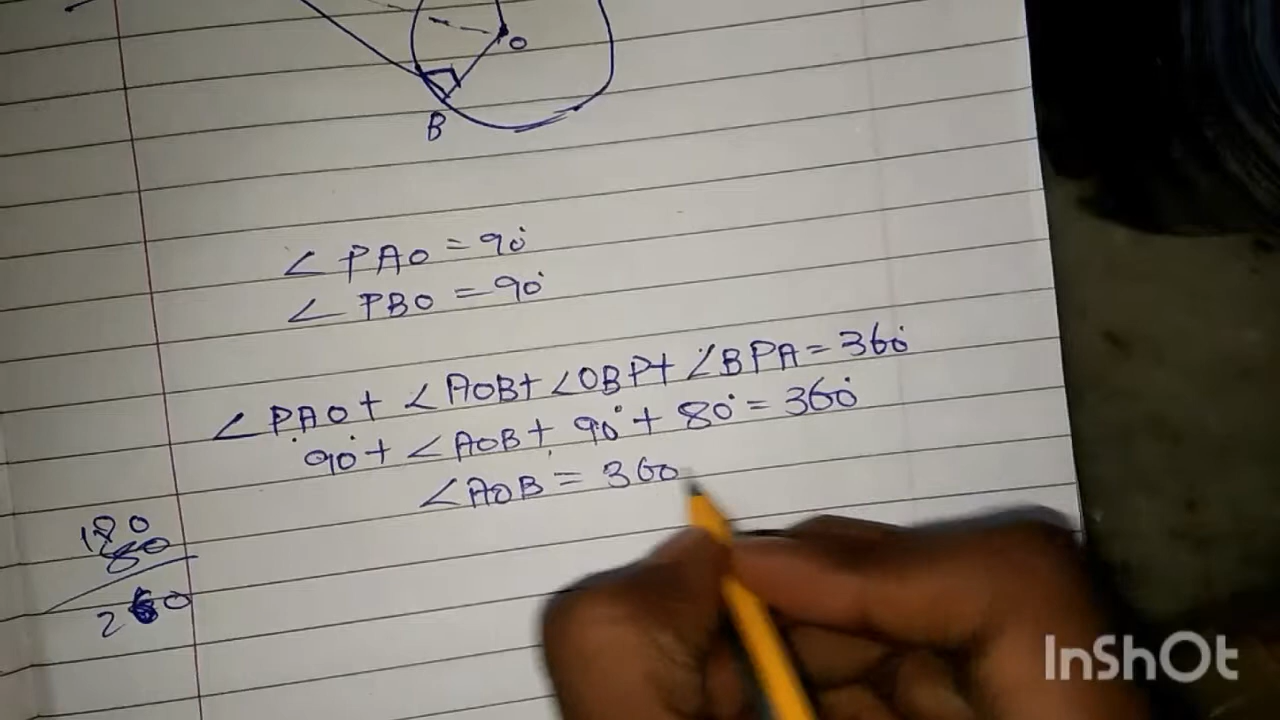 O
B
∠PAO = 90°
∠PBO = 90°
∠PAO + ∠AOB + ∠OBP + ∠BPA = 360°
90° + ∠AOB + 90° + 80° = 360°
∠AOB = 360
180
80
260
InShOt